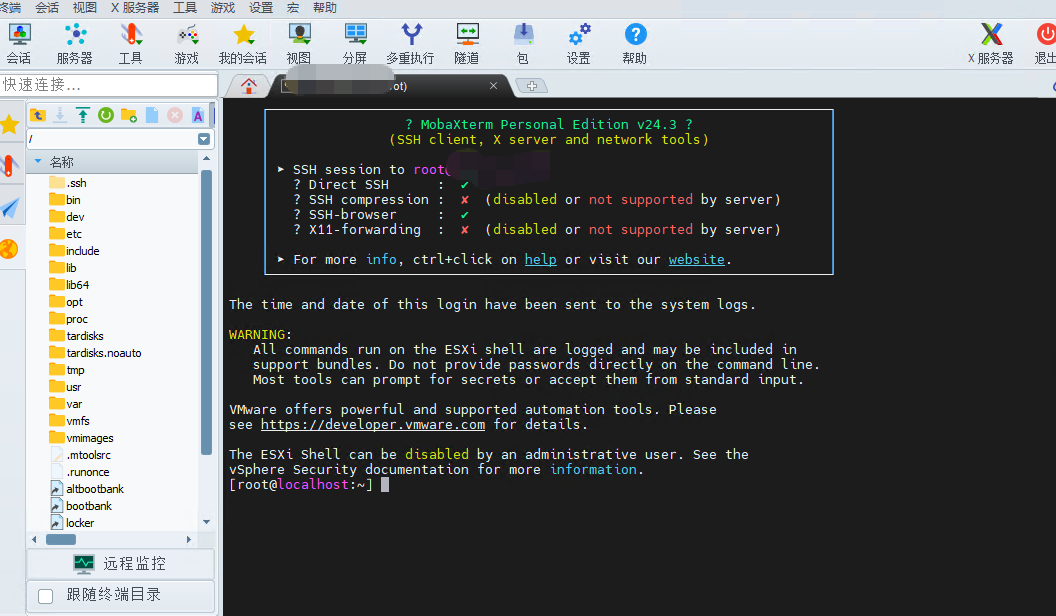 终端 会话 视图 X 服务器 工具 游戏 设置 宏 帮助
会话 服务器 工具 游戏 我的会话 视图 分屏 多重执行 隧道 包 设置 帮助 X 服务器 退出
快速连接...
ot)
/
名称
.ssh
bin
dev
etc
include
lib
lib64
opt
proc
tardisks
tardisks.noauto
tmp
usr
var
vmfs
vmimages
.mtoolsrc
.runonce
altbootbank
bootbank
locker
远程监控
跟随终端目录
? MobaXterm Personal Edition v24.3 ?
(SSH client, X server and network tools)
➤ SSH session to root
? Direct SSH : ✔
? SSH compression : ✘ (disabled or not supported by server)
? SSH-browser : ✔
? X11-forwarding : ✘ (disabled or not supported by server)
➤ For more info, ctrl+click on help or visit our website.
The time and date of this login have been sent to the system logs.
WARNING:
All commands run on the ESXi shell are logged and may be included in
support bundles. Do not provide passwords directly on the command line.
Most tools can prompt for secrets or accept them from standard input.
VMware offers powerful and supported automation tools. Please
see https://developer.vmware.com for details.
The ESXi Shell can be disabled by an administrative user. See the
vSphere Security documentation for more information.
[root@localhost:~]